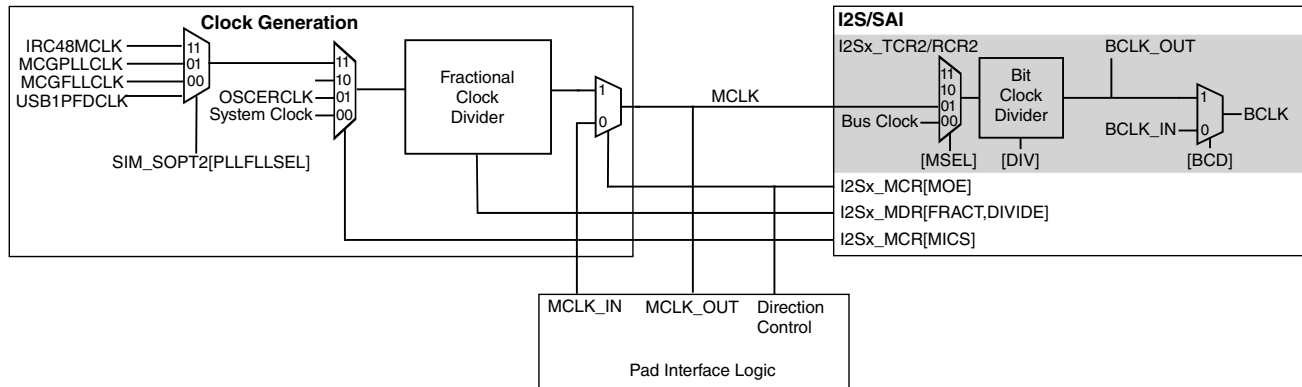 Clock Generation
IRC48MCLK
MCGPLLCLK
MCGFLLCLK
USB1PFDCLK
11
01
00
SIM_SOPT2[PLLFLLSEL]
OSCERCLK
System Clock
11
10
01
00
Fractional
Clock
Divider
1
0
MCLK
I2S/SAI
I2Sx_TCR2/RCR2
11
10
01
00
Bus Clock
[MSEL]
Bit
Clock
Divider
[DIV]
BCLK_OUT
BCLK_IN
1
0
BCLK
[BCD]
I2Sx_MCR[MOE]
I2Sx_MDR[FRACT,DIVIDE]
I2Sx_MCR[MICS]
MCLK_IN
MCLK_OUT
Direction
Control
Pad Interface Logic